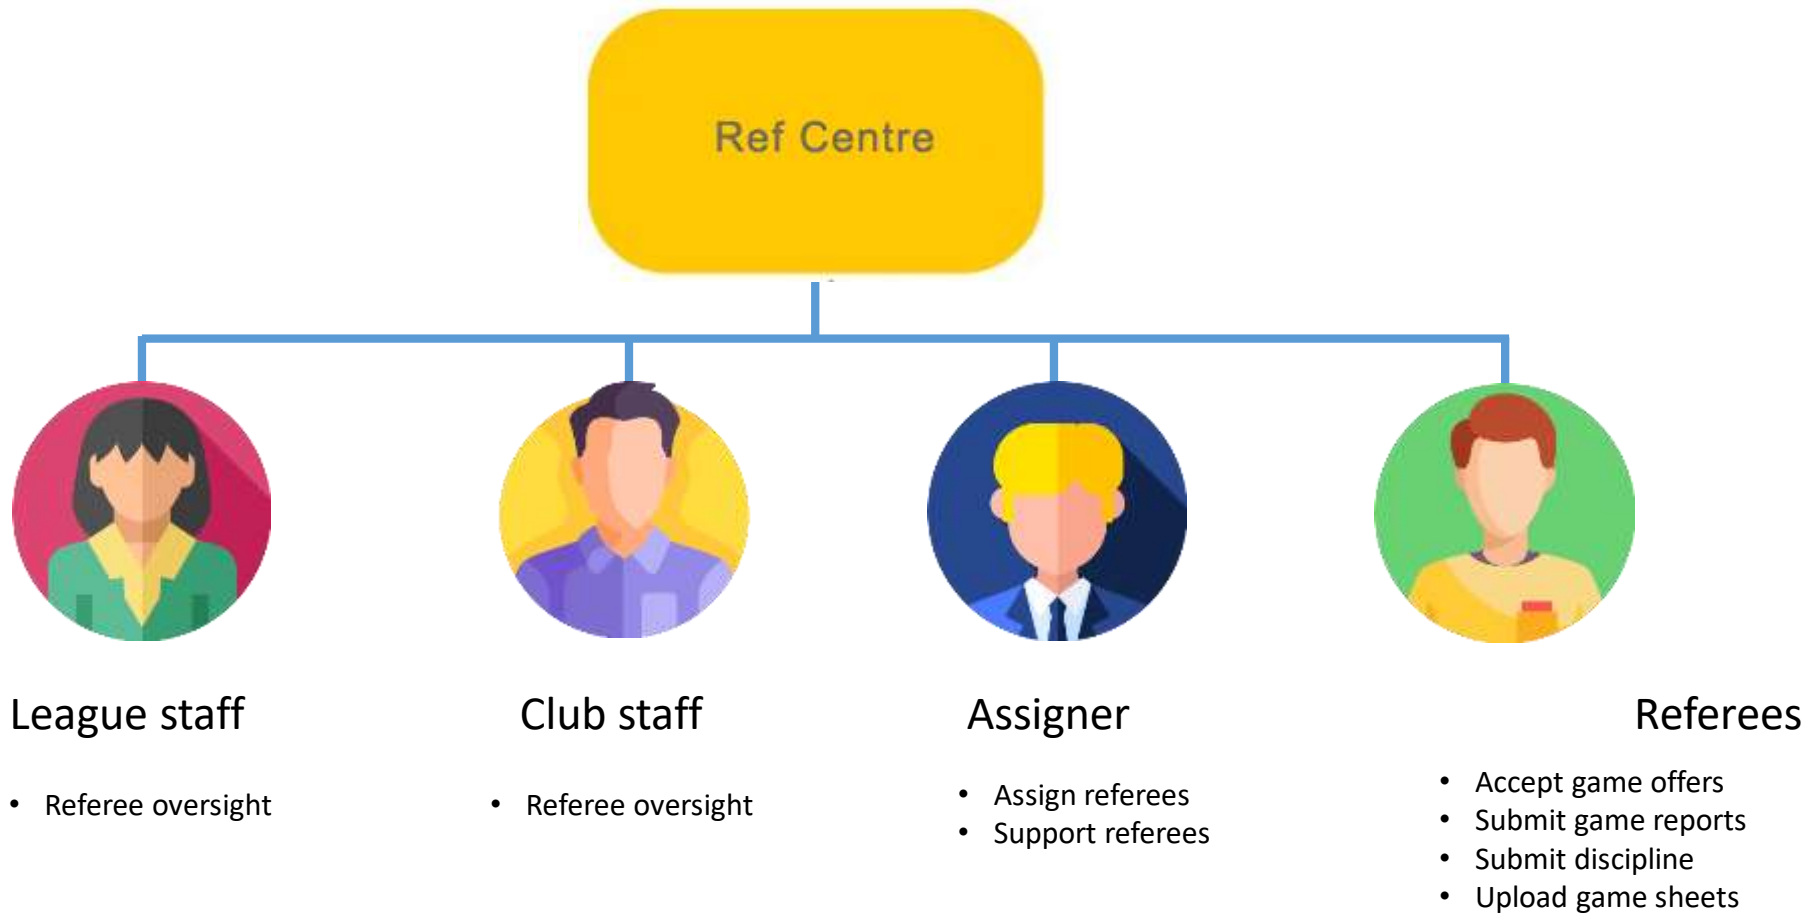 Ref Centre
League staff
Club staff
Assigner
Referees
• Referee oversight
• Referee oversight
• Assign referees
• Support referees
• Accept game offers
• Submit game reports
• Submit discipline
• Upload game sheets